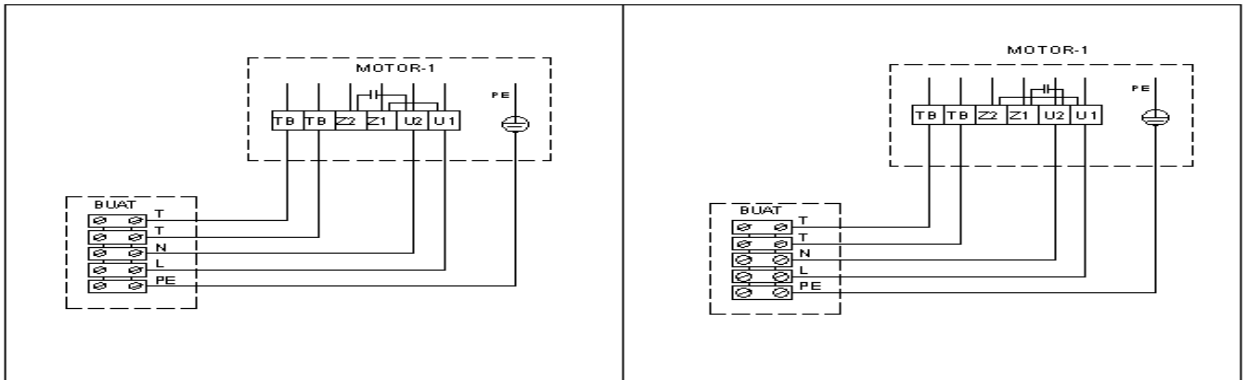 MOTOR-1
PE
TB TB Z2 Z1 U2 U1
BUAT
T
T
N
L
PE
MOTOR-1
PE
TB TB Z2 Z1 U2 U1
BUAT
T
T
N
L
PE